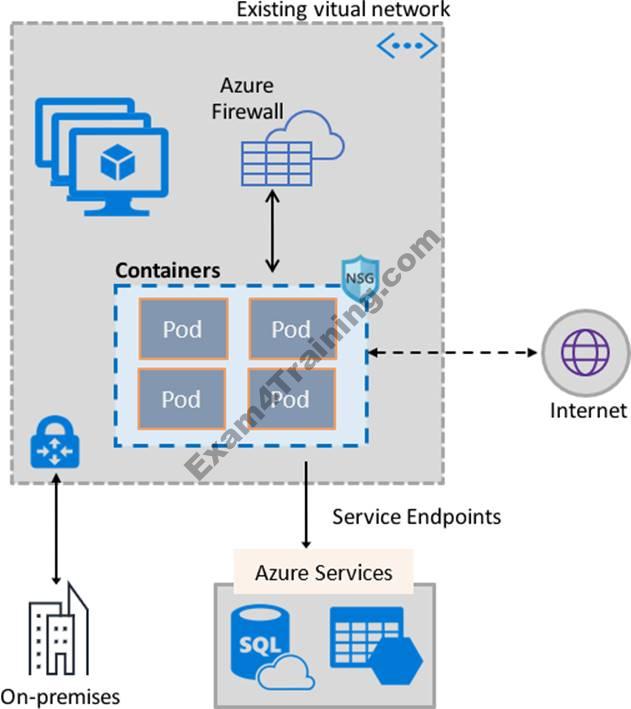 Existing vitual network
Azure
Firewall
Containers
NSG
Pod
Pod
Pod
Pod
Exam4Training.com
Internet
Service Endpoints
Azure Services
SQL
On-premises